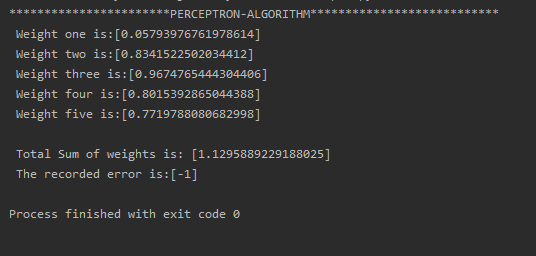 ***********************PERCEPTRON-ALGORITHM***************************
Weight one is:[0.05793976761978614]
Weight two is:[0.8341522502034412]
Weight three is:[0.9674765444304406]
Weight four is:[0.8015392865044388]
Weight five is:[0.7719788080682998]
Total Sum of weights is: [1.1295889229188025]
The recorded error is:[-1]
Process finished with exit code 0